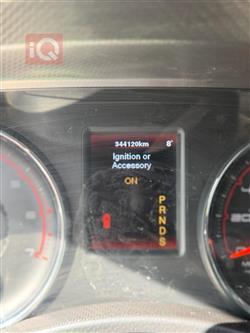 iQ
344120km 8°
Ignition or
Accessory
ON
P
R
N
D
S